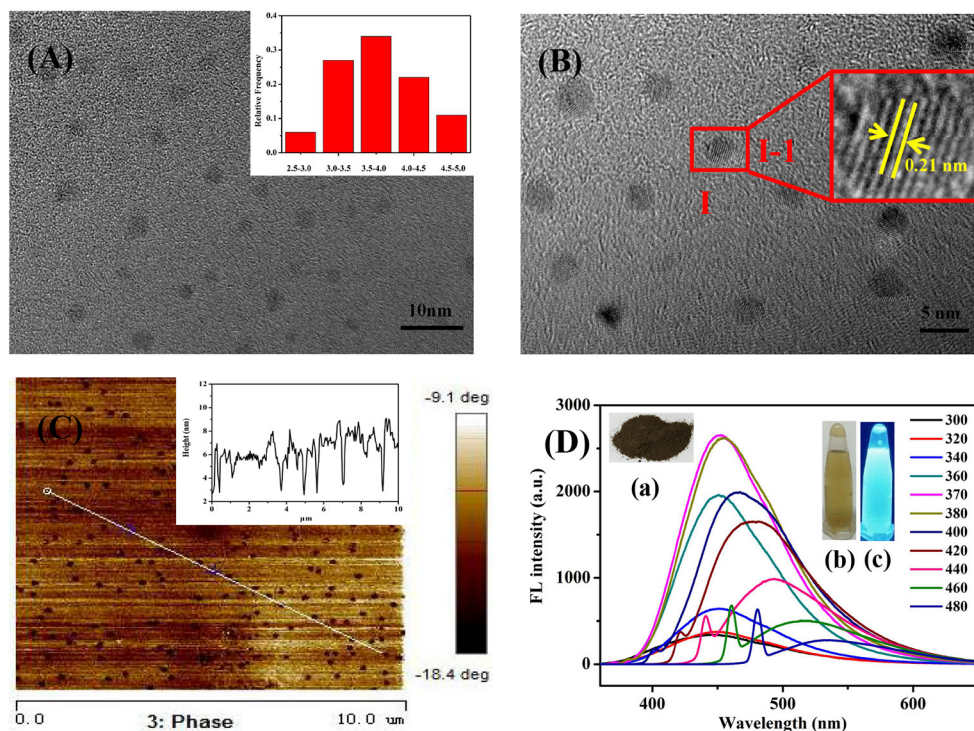 (A)
Relative Frequency
0.4
0.3
0.2
0.1
0.0
2.5-3.0 3.0-3.5 3.5-4.0 4.0-4.5 4.5-5.0
10nm
(B)
I-1
I
0.21 nm
5 nm
(C)
Height (nm)
12
10
8
6
4
2
0 2 4 6 8 10
μm
-9.1 deg
-18.4 deg
0.0 3: Phase 10.0 um
(D)
FL intensity (a.u.)
3000
2000
1000
0
400 500 600
Wavelength (nm)
(a)
(b) (c)
300
320
340
360
370
380
400
420
440
460
480